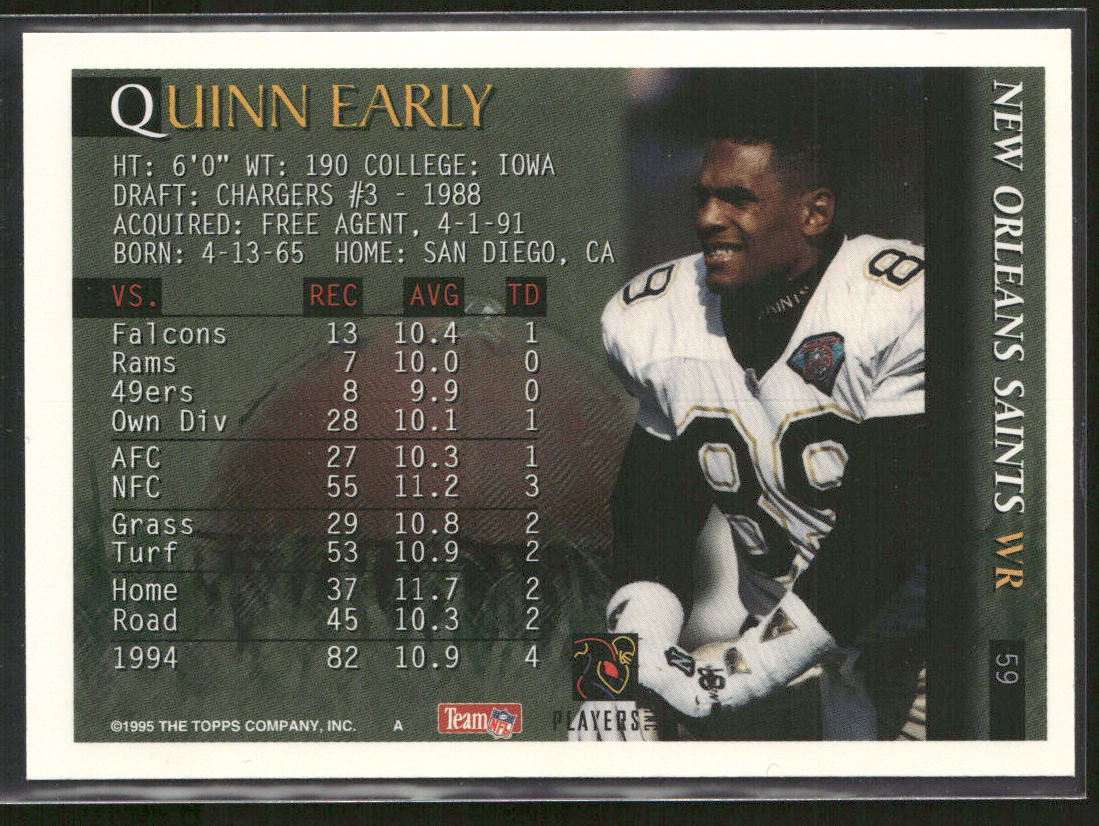 QUINN EARLY
HT: 6'0" WT: 190 COLLEGE: IOWA
DRAFT: CHARGERS #3 - 1988
ACQUIRED: FREE AGENT, 4-1-91
BORN: 4-13-65 HOME: SAN DIEGO, CA
VS. REC AVG TD
Falcons 13 10.4 1
Rams 7 10.0 0
49ers 8 9.9 0
Own Div 28 10.1 1
AFC 27 10.3 1
NFC 55 11.2 3
Grass 29 10.8 2
Turf 53 10.9 2
Home 37 11.7 2
Road 45 10.3 2
1994 82 10.9 4
©1995 THE TOPPS COMPANY, INC. A
Team NFL
PLAYERS INC
NEW ORLEANS SAINTS WR
59
89
SAINTS